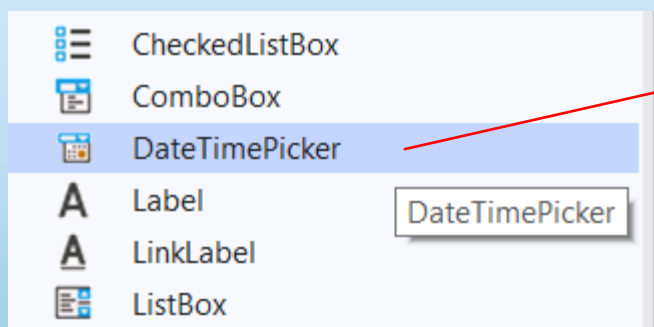 CheckedListBox
ComboBox
DateTimePicker
Label
DateTimePicker
LinkLabel
ListBox